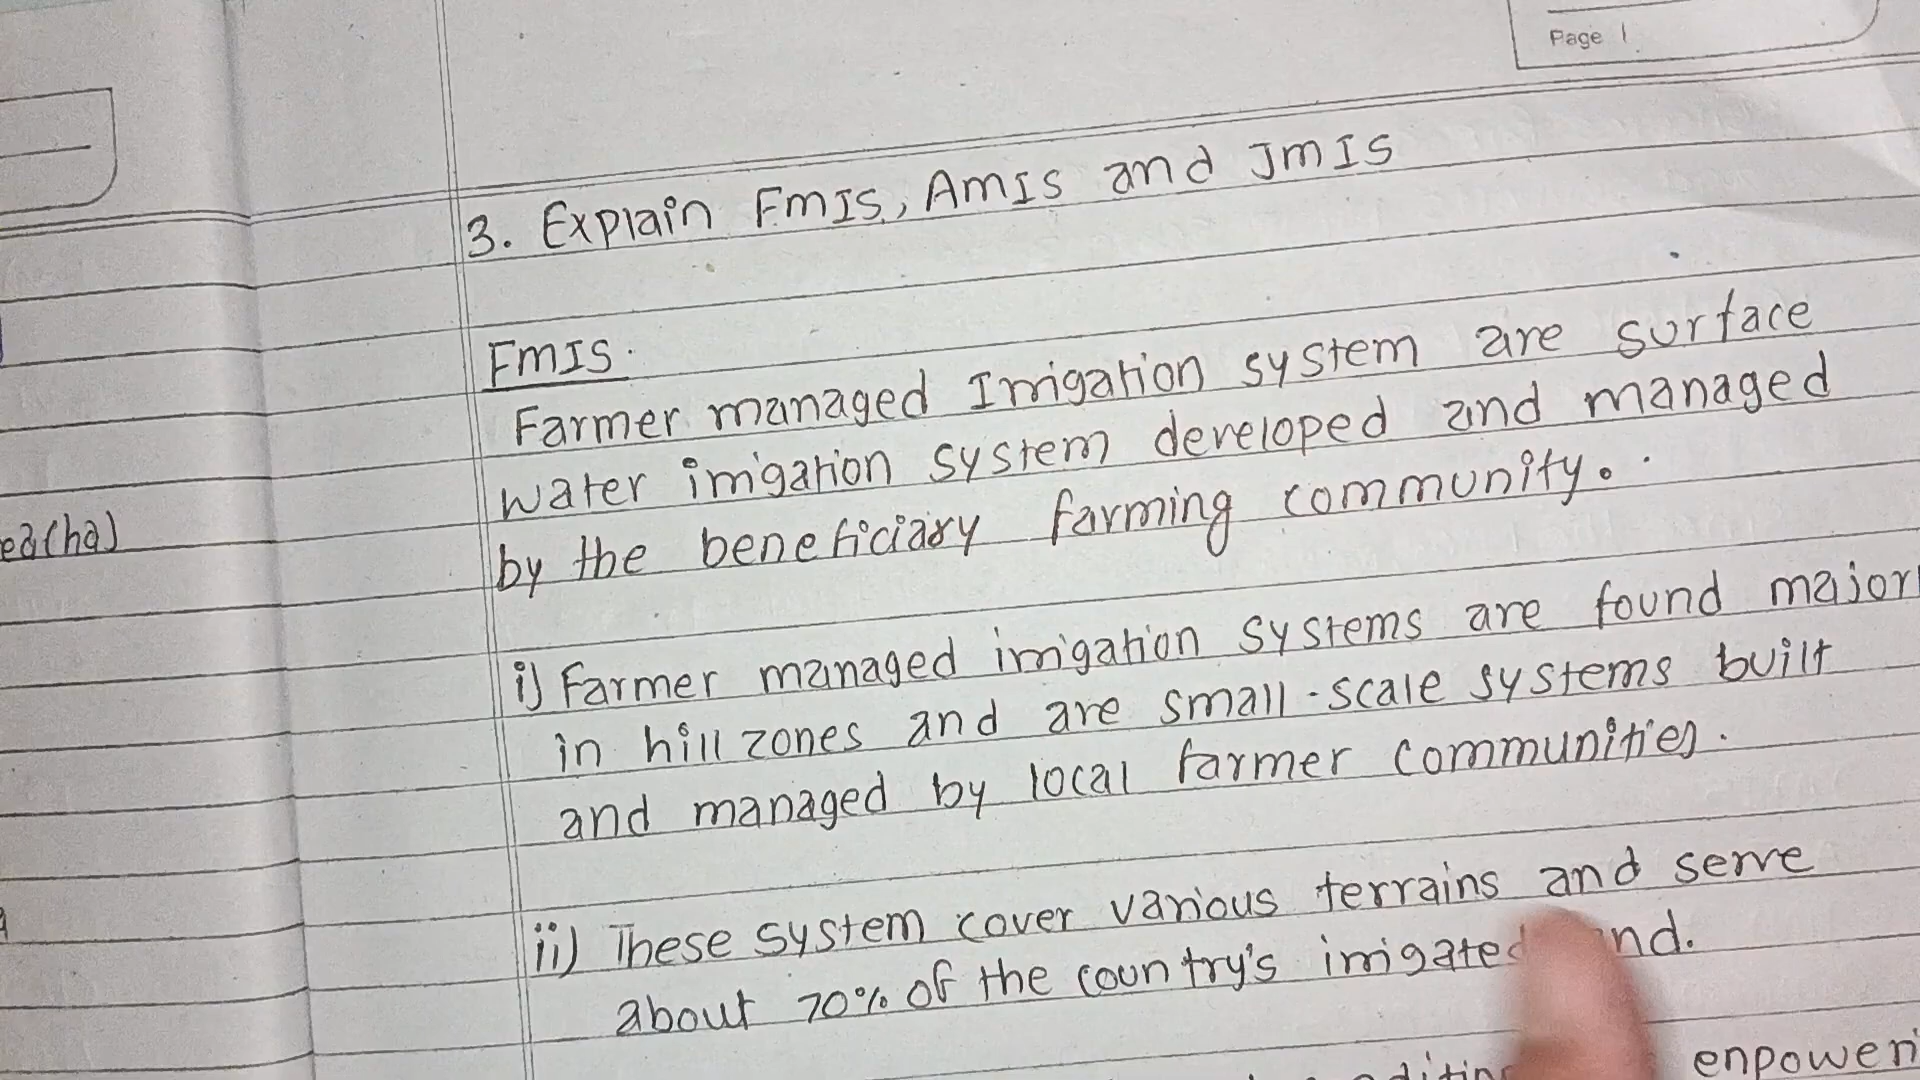 Page 1
3. Explain FMIS, AMIS and JMIS
FMIS.
Farmer managed Irrigation system are surface
water irrigation system developed and managed
by the beneficiary farming community.
i) Farmer managed irrigation systems are found major
in hill zones and are small-scale systems built
and managed by local farmer communities.
ii) These system cover various terrains and serve
about 70% of the country's irrigated
enpoweri